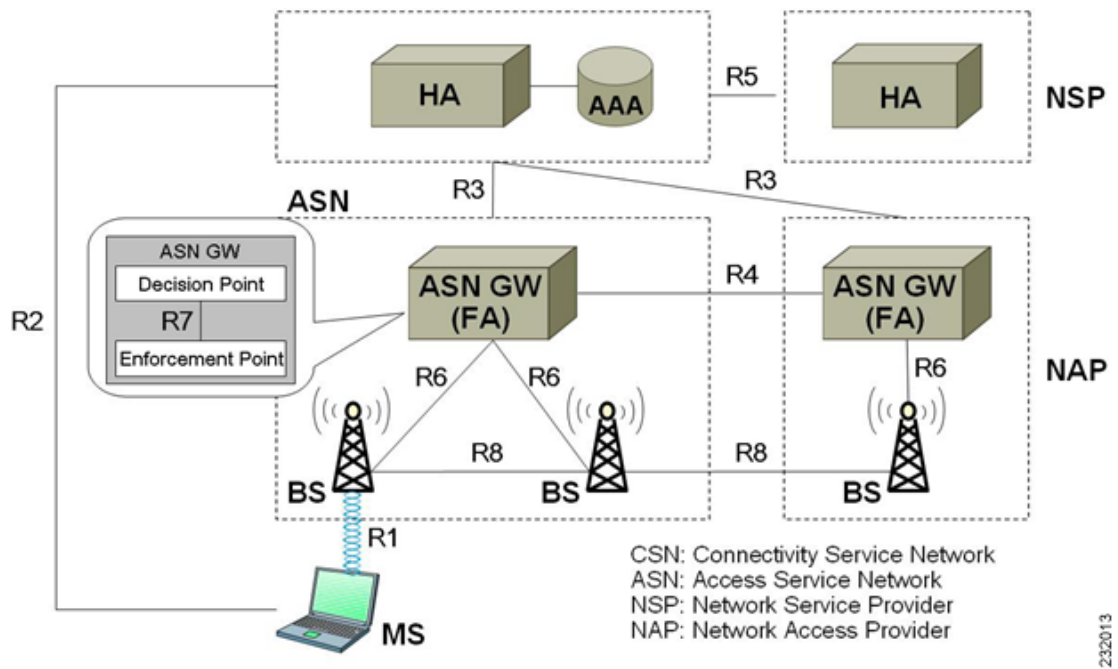 HA
AAA
R5
HA
NSP
R3
R3
ASN
ASN GW
Decision Point
R7
Enforcement Point
ASN GW
(FA)
R4
ASN GW
(FA)
R2
R6
R6
R6
NAP
R8
R8
BS
BS
BS
R1
MS
CSN: Connectivity Service Network
ASN: Access Service Network
NSP: Network Service Provider
NAP: Network Access Provider
232013